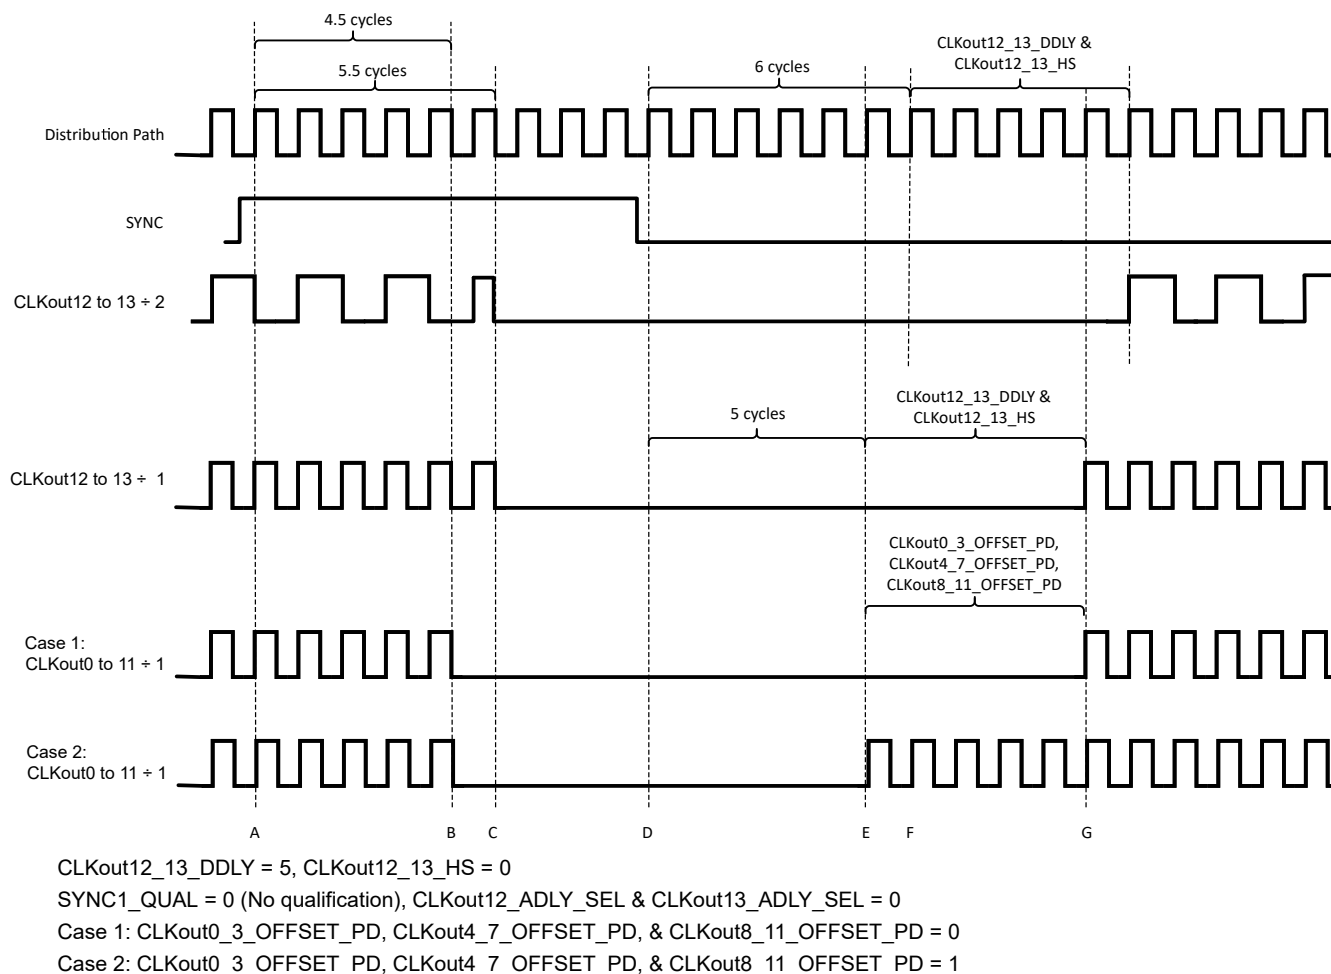 4.5 cycles
5.5 cycles
6 cycles
CLKout12_13_DDLY &
CLKout12_13_HS
Distribution Path
SYNC
CLKout12 to 13 ÷ 2
5 cycles
CLKout12_13_DDLY &
CLKout12_13_HS
CLKout12 to 13 ÷ 1
CLKout0_3_OFFSET_PD,
CLKout4_7_OFFSET_PD,
CLKout8_11_OFFSET_PD
Case 1:
CLKout0 to 11 ÷ 1
Case 2:
CLKout0 to 11 ÷ 1
A B C D E F G
CLKout12_13_DDLY = 5, CLKout12_13_HS = 0
SYNC1_QUAL = 0 (No qualification), CLKout12_ADLY_SEL & CLKout13_ADLY_SEL = 0
Case 1: CLKout0_3_OFFSET_PD, CLKout4_7_OFFSET_PD, & CLKout8_11_OFFSET_PD = 0
Case 2: CLKout0_3_OFFSET_PD, CLKout4_7_OFFSET_PD, & CLKout8_11_OFFSET_PD = 1